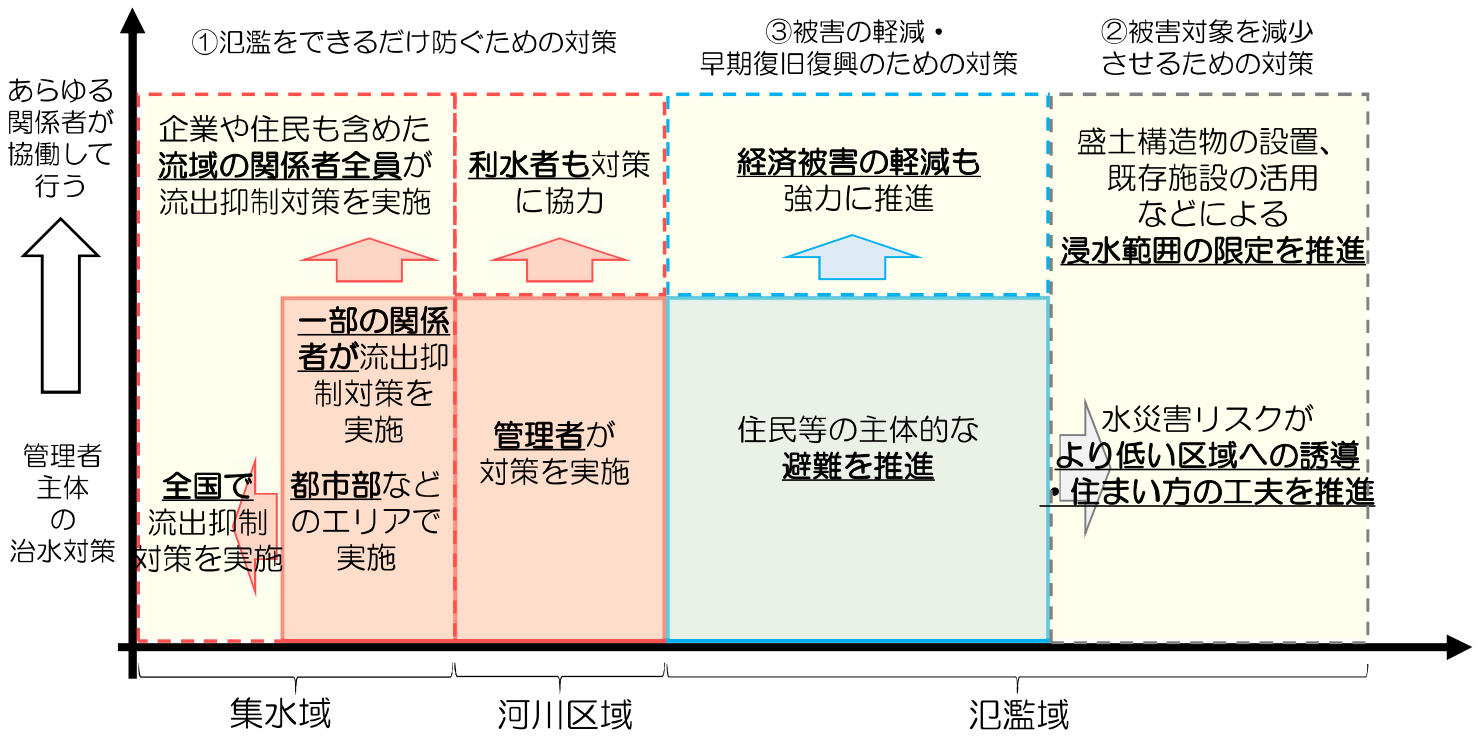 ①氾濫をできるだけ防ぐための対策
③被害の軽減・
早期復旧復興のための対策
②被害対象を減少
させるための対策
あらゆる
関係者が
協働して
行う
管理者
主体
の
治水対策
企業や住民も含めた
流域の関係者全員が
流出抑制対策を実施
利水者も対策
に協力
経済被害の軽減も
強力に推進
盛土構造物の設置、
既存施設の活用
などによる
浸水範囲の限定を推進
一部の関係
者が流出抑
制対策を
実施
都市部など
のエリアで
実施
全国で
流出抑制
対策を実施
管理者が
対策を実施
住民等の主体的な
避難を推進
水災害リスクが
より低い区域への誘導
・住まい方の工夫を推進
集水域
河川区域
氾濫域